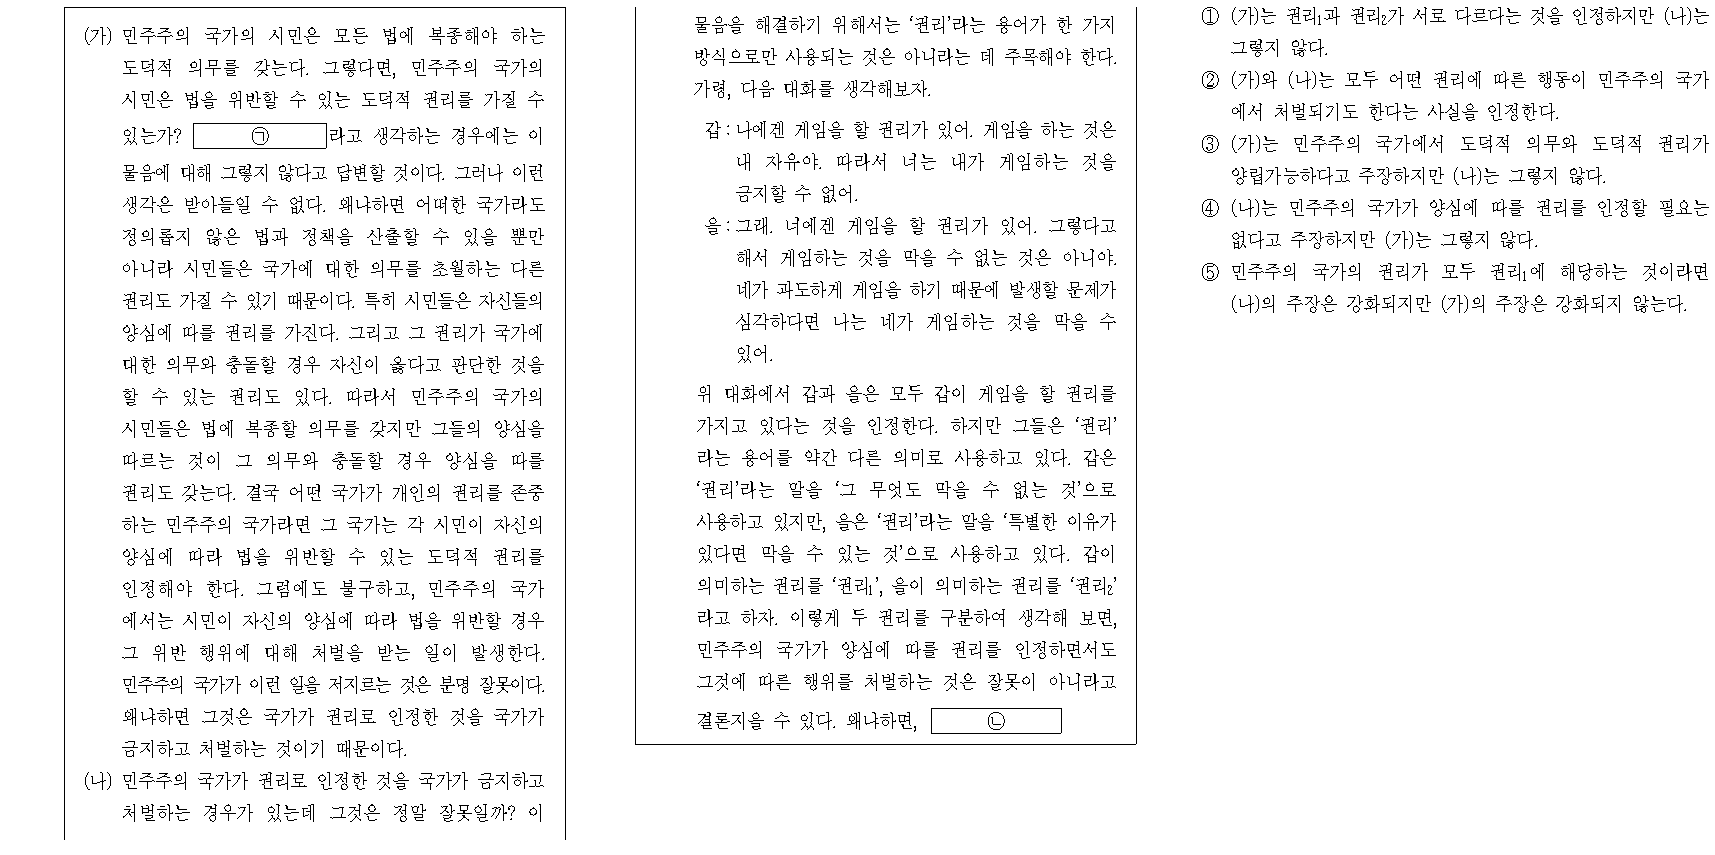 (가) 민주주의 국가의 시민은 모든 법에 복종해야 하는
도덕적 의무를 갖는다. 그렇다면, 민주주의 국가의
시민은 법을 위반할 수 있는 도덕적 권리를 가질 수
있는가? ㉠ 라고 생각하는 경우에는 이
물음에 대해 그렇지 않다고 답변할 것이다. 그러나 이런
생각은 받아들일 수 없다. 왜냐하면 어떠한 국가라도
정의롭지 않은 법과 정책을 산출할 수 있을 뿐만
아니라 시민들은 국가에 대한 의무를 초월하는 다른
권리도 가질 수 있기 때문이다. 특히 시민들은 자신들의
양심에 따를 권리를 가진다. 그리고 그 권리가 국가에
대한 의무와 충돌할 경우 자신이 옳다고 판단한 것을
할 수 있는 권리도 있다. 따라서 민주주의 국가의
시민들은 법에 복종할 의무를 갖지만 그들의 양심을
따르는 것이 그 의무와 충돌할 경우 양심을 따를
권리도 갖는다. 결국 어떤 국가가 개인의 권리를 존중
하는 민주주의 국가라면 그 국가는 각 시민이 자신의
양심에 따라 법을 위반할 수 있는 도덕적 권리를
인정해야 한다. 그럼에도 불구하고, 민주주의 국가
에서는 시민이 자신의 양심에 따라 법을 위반할 경우
그 위반 행위에 대해 처벌을 받는 일이 발생한다.
민주주의 국가가 이런 일을 저지르는 것은 분명 잘못이다.
왜냐하면 그것은 국가가 권리로 인정한 것을 국가가
금지하고 처벌하는 것이기 때문이다.
(나) 민주주의 국가가 권리로 인정한 것을 국가가 금지하고
처벌하는 경우가 있는데 그것은 정말 잘못일까? 이
물음을 해결하기 위해서는 ‘권리’라는 용어가 한 가지
방식으로만 사용되는 것은 아니라는 데 주목해야 한다.
가령, 다음 대화를 생각해보자.
갑 : 나에겐 게임을 할 권리가 있어. 게임을 하는 것은
내 자유야. 따라서 너는 내가 게임하는 것을
금지할 수 없어.
을 : 그래. 너에겐 게임을 할 권리가 있어. 그렇다고
해서 게임하는 것을 막을 수 없는 것은 아니야.
네가 과도하게 게임을 하기 때문에 발생할 문제가
심각하다면 나는 네가 게임하는 것을 막을 수
있어.
위 대화에서 갑과 을은 모두 갑이 게임을 할 권리를
가지고 있다는 것을 인정한다. 하지만 그들은 ‘권리’
라는 용어를 약간 다른 의미로 사용하고 있다. 갑은
‘권리’라는 말을 ‘그 무엇도 막을 수 없는 것’으로
사용하고 있지만, 을은 ‘권리’라는 말을 ‘특별한 이유가
있다면 막을 수 있는 것’으로 사용하고 있다. 갑이
의미하는 권리를 ‘권리₁’, 을이 의미하는 권리를 ‘권리₂’
라고 하자. 이렇게 두 권리를 구분하여 생각해 보면,
민주주의 국가가 양심에 따를 권리를 인정하면서도
그것에 따른 행위를 처벌하는 것은 잘못이 아니라고
결론지을 수 있다. 왜냐하면, ㉡
① (가)는 권리₁과 권리₂가 서로 다르다는 것을 인정하지만 (나)는
그렇지 않다.
② (가)와 (나)는 모두 어떤 권리에 따른 행동이 민주주의 국가
에서 처벌되기도 한다는 사실을 인정한다.
③ (가)는 민주주의 국가에서 도덕적 의무와 도덕적 권리가
양립가능하다고 주장하지만 (나)는 그렇지 않다.
④ (나)는 민주주의 국가가 양심에 따를 권리를 인정할 필요는
없다고 주장하지만 (가)는 그렇지 않다.
⑤ 민주주의 국가의 권리가 모두 권리₁에 해당하는 것이라면
(나)의 주장은 강화되지만 (가)의 주장은 강화되지 않는다.